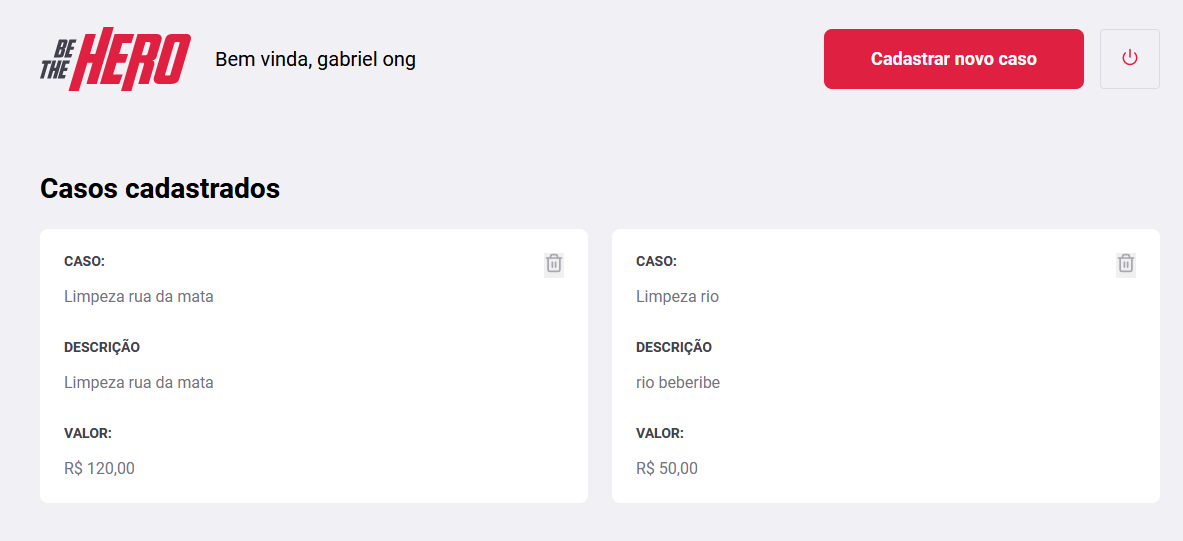 BE THE HERO
Bem vinda, gabriel ong
Cadastrar novo caso
Casos cadastrados
CASO:
Limpeza rua da mata
DESCRIÇÃO
Limpeza rua da mata
VALOR:
R$ 120,00
CASO:
Limpeza rio
DESCRIÇÃO
rio beberibe
VALOR:
R$ 50,00